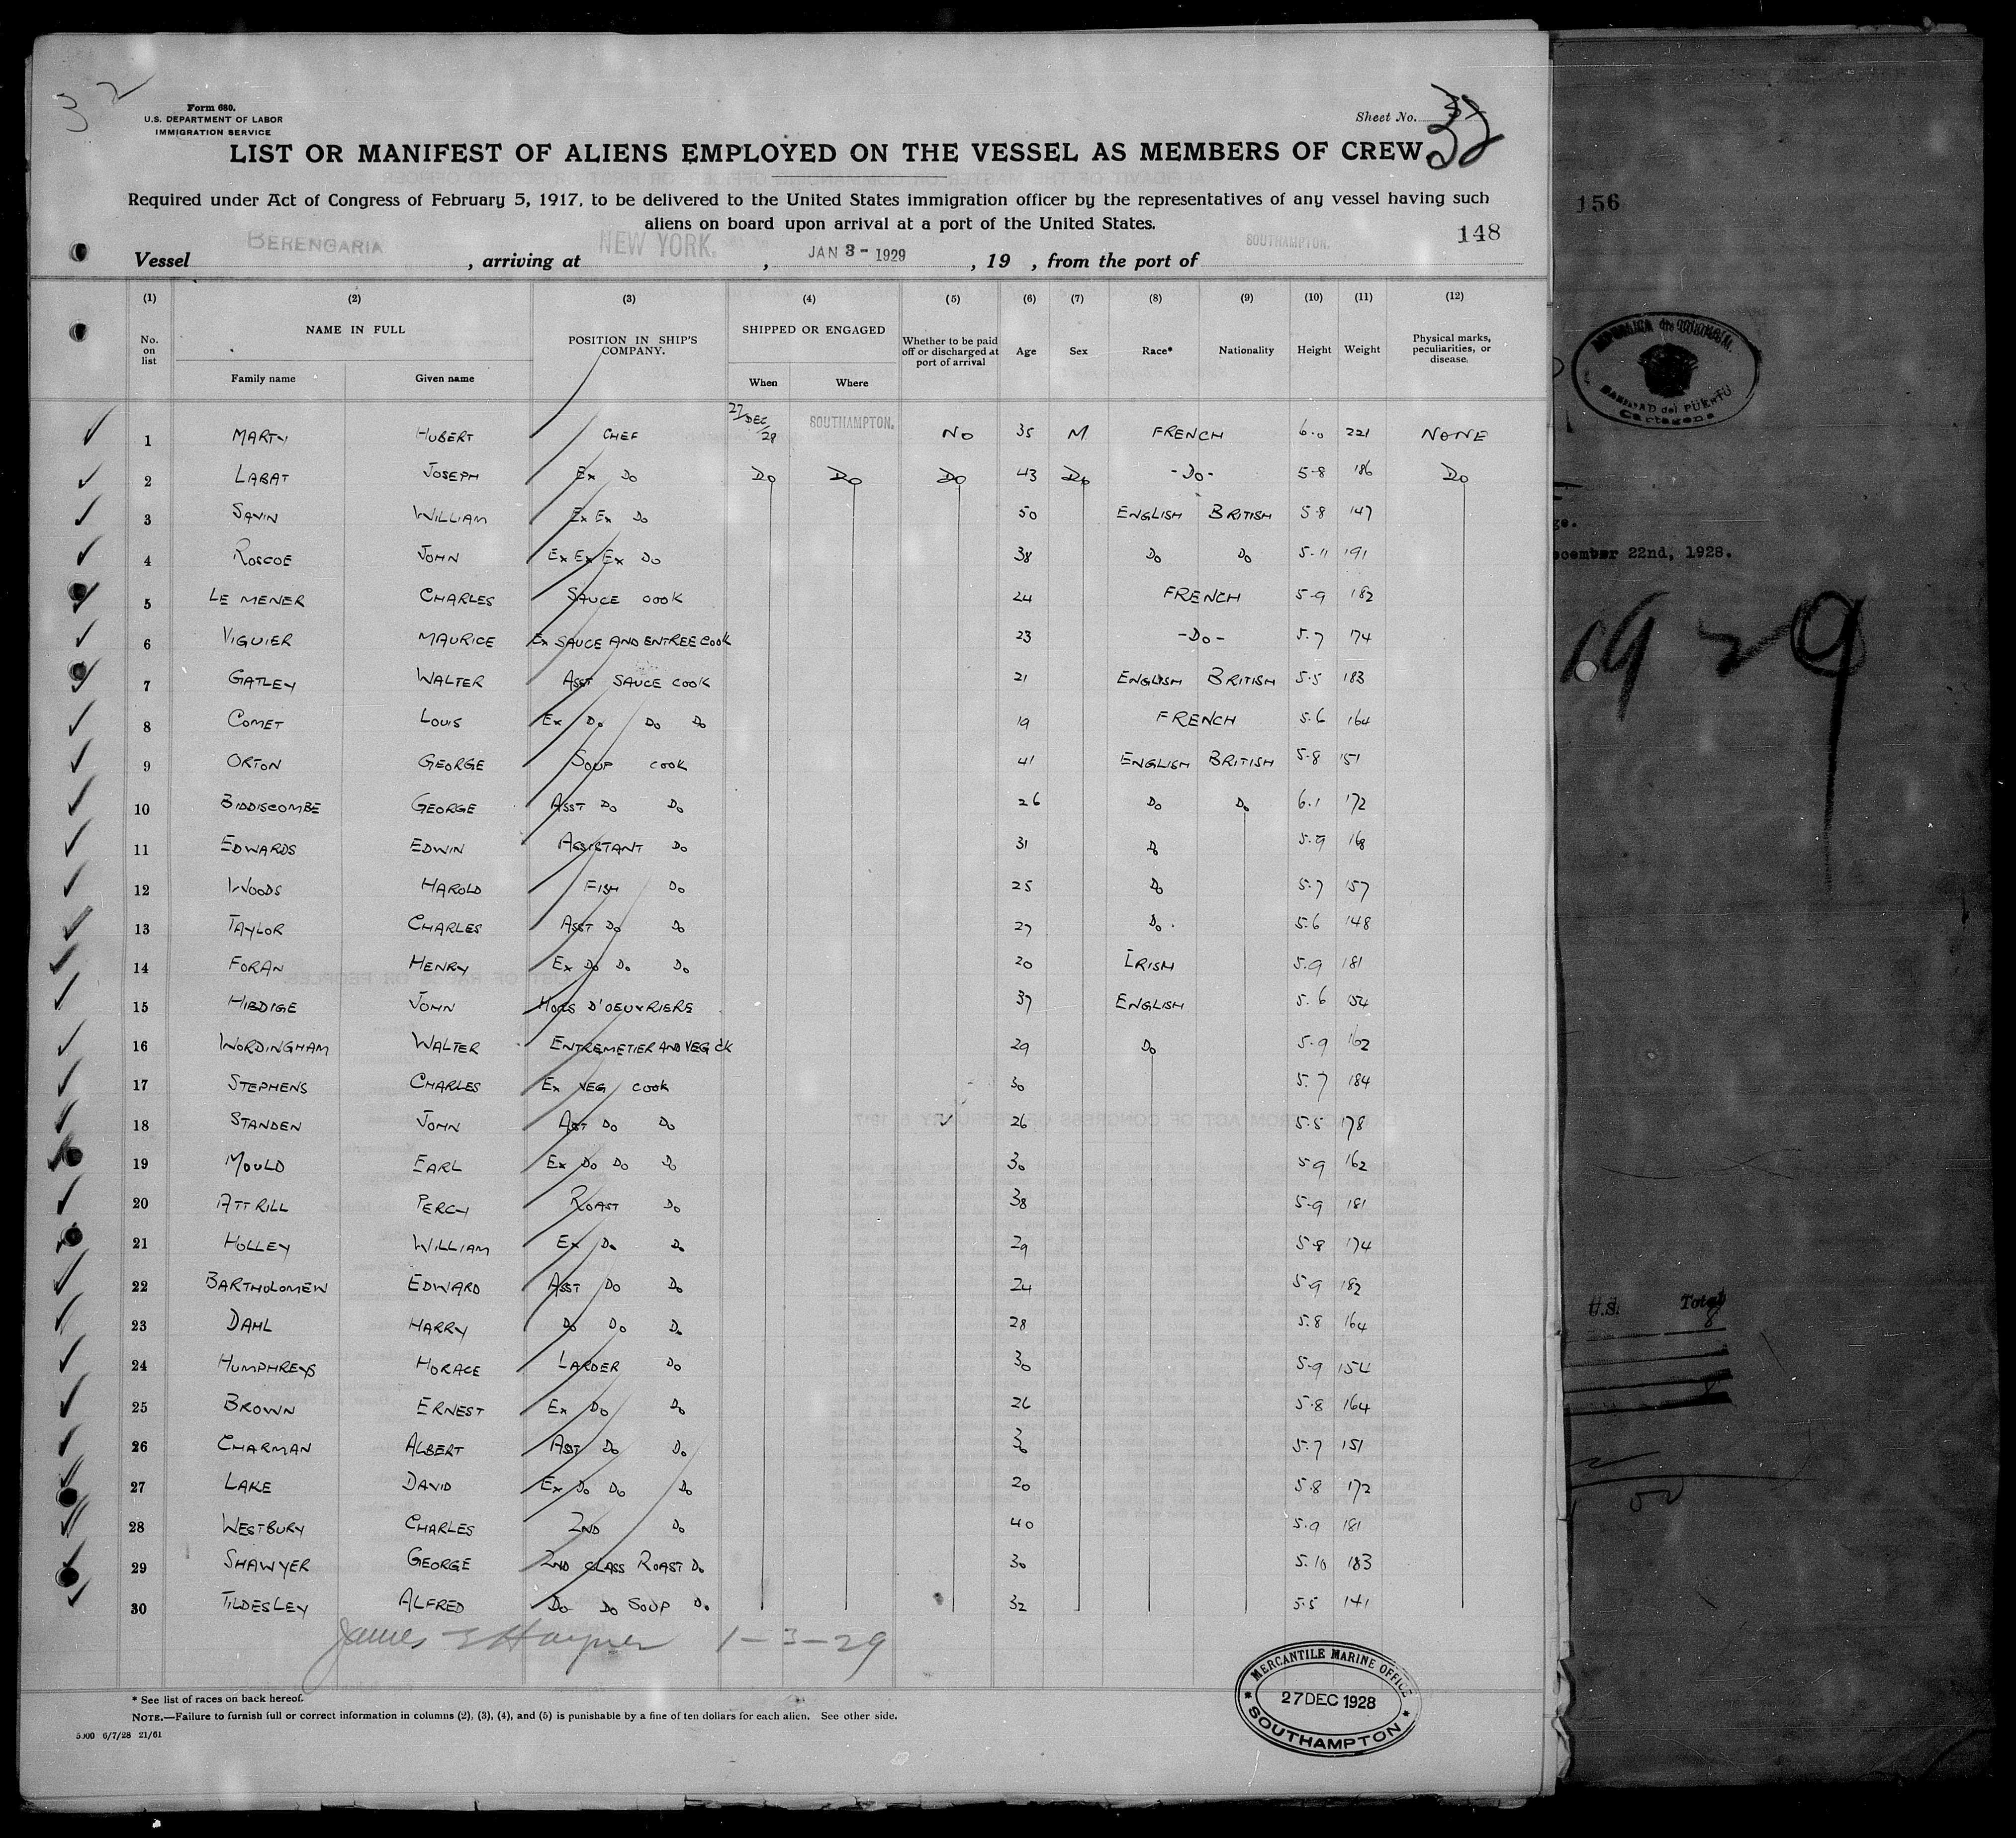 32
Form 680.
U.S. DEPARTMENT OF LABOR
IMMIGRATION SERVICE
Sheet No. 32
LIST OR MANIFEST OF ALIENS EMPLOYED ON THE VESSEL AS MEMBERS OF CREW
Required under Act of Congress of February 5, 1917, to be delivered to the United States immigration officer by the representatives of any vessel having such
aliens on board upon arrival at a port of the United States.
148
Vessel BERENGARIA, arriving at NEW YORK., JAN 3- 1929, 19 , from the port of SOUTHAMPTON.
(1) (2) (3) (4) (5) (6) (7) (8) (9) (10) (11) (12)
No. on list NAME IN FULL Family name Given name POSITION IN SHIP'S COMPANY. SHIPPED OR ENGAGED When Where Whether to be paid off or discharged at port of arrival Age Sex Race* Nationality Height Weight Physical marks, peculiarities, or disease.
1 MARTY HUBERT CHEF 27/DEC/28 SOUTHAMPTON. NO 35 M FRENCH 6.0 221 NONE
2 LABAT JOSEPH EX DO DO DO DO 43 DO -DO- 5-8 186 DO
3 SAVIN WILLIAM EX EX DO 50 ENGLISH BRITISH 5.8 147
4 ROSCOE JOHN EX EX EX DO 38 DO DO 5.11 191
5 LE MENER CHARLES SAUCE COOK 24 FRENCH 5-9 182
6 VIGUIER MAURICE EX SAUCE AND ENTREE COOK 23 -DO- 5.7 174
7 GATLEY WALTER ASST SAUCE COOK 21 ENGLISH BRITISH 5.5 183
8 COMET LOUIS EX DO DO DO 19 FRENCH 5.6 164
9 ORTON GEORGE SOUP COOK 41 ENGLISH BRITISH 5.8 151
10 BIDDISCOMBE GEORGE ASST DO DO 26 DO DO 6.1 172
11 EDWARDS EDWIN ASSISTANT DO 31 DO 5.9 168
12 WOODS HAROLD FISH DO 25 DO 5.7 157
13 TAYLOR CHARLES ASST DO DO 27 DO 5.6 148
14 FORAN HENRY EX DO DO DO 20 IRISH 5.9 181
15 HIBDIGE JOHN HORS D'OEUVRIERS 37 ENGLISH 5.6 154
16 WORDINGHAM WALTER ENTREMETIER AND VEG CK 29 DO 5.9 162
17 STEPHENS CHARLES EX VEG COOK 30 5.7 184
18 STANDEN JOHN ASST DO DO 26 5.5 178
19 MOULD EARL EX DO DO DO 30 5.9 162
20 ATTRILL PERCY ROAST DO 38 5.9 181
21 HOLLEY WILLIAM EX DO DO 29 5.8 174
22 BARTHOLOMEW EDWARD ASST DO DO 24 5.9 182
23 DAHL HARRY DO DO DO 28 5.8 164
24 HUMPHREYS HORACE LARDER DO 30 5.9 154
25 BROWN ERNEST EX DO DO 26 5.8 164
26 CHARMAN ALBERT ASST DO DO 30 5.7 151
27 LAKE DAVID EX DO DO DO 20 5.8 172
28 WESTBURY CHARLES 2ND DO 40 5.9 181
29 SHAWYER GEORGE 2ND CLASS ROAST DO 30 5.10 183
30 TILDESLEY ALFRED DO DO SOUP DO 32 5.5 141
James 1-3-29
MERCANTILE MARINE OFFICE
27 DEC 1928
SOUTHAMPTON
* See list of races on back hereof.
NOTE.—Failure to furnish full or correct information in columns (2), (3), (4), and (5) is punishable by a fine of ten dollars for each alien. See other side.
5000 6/7/28 21/61
156
SANIDAD del PUERTO
Cartagena
22nd, 1928.
1929
U.S. Total
8